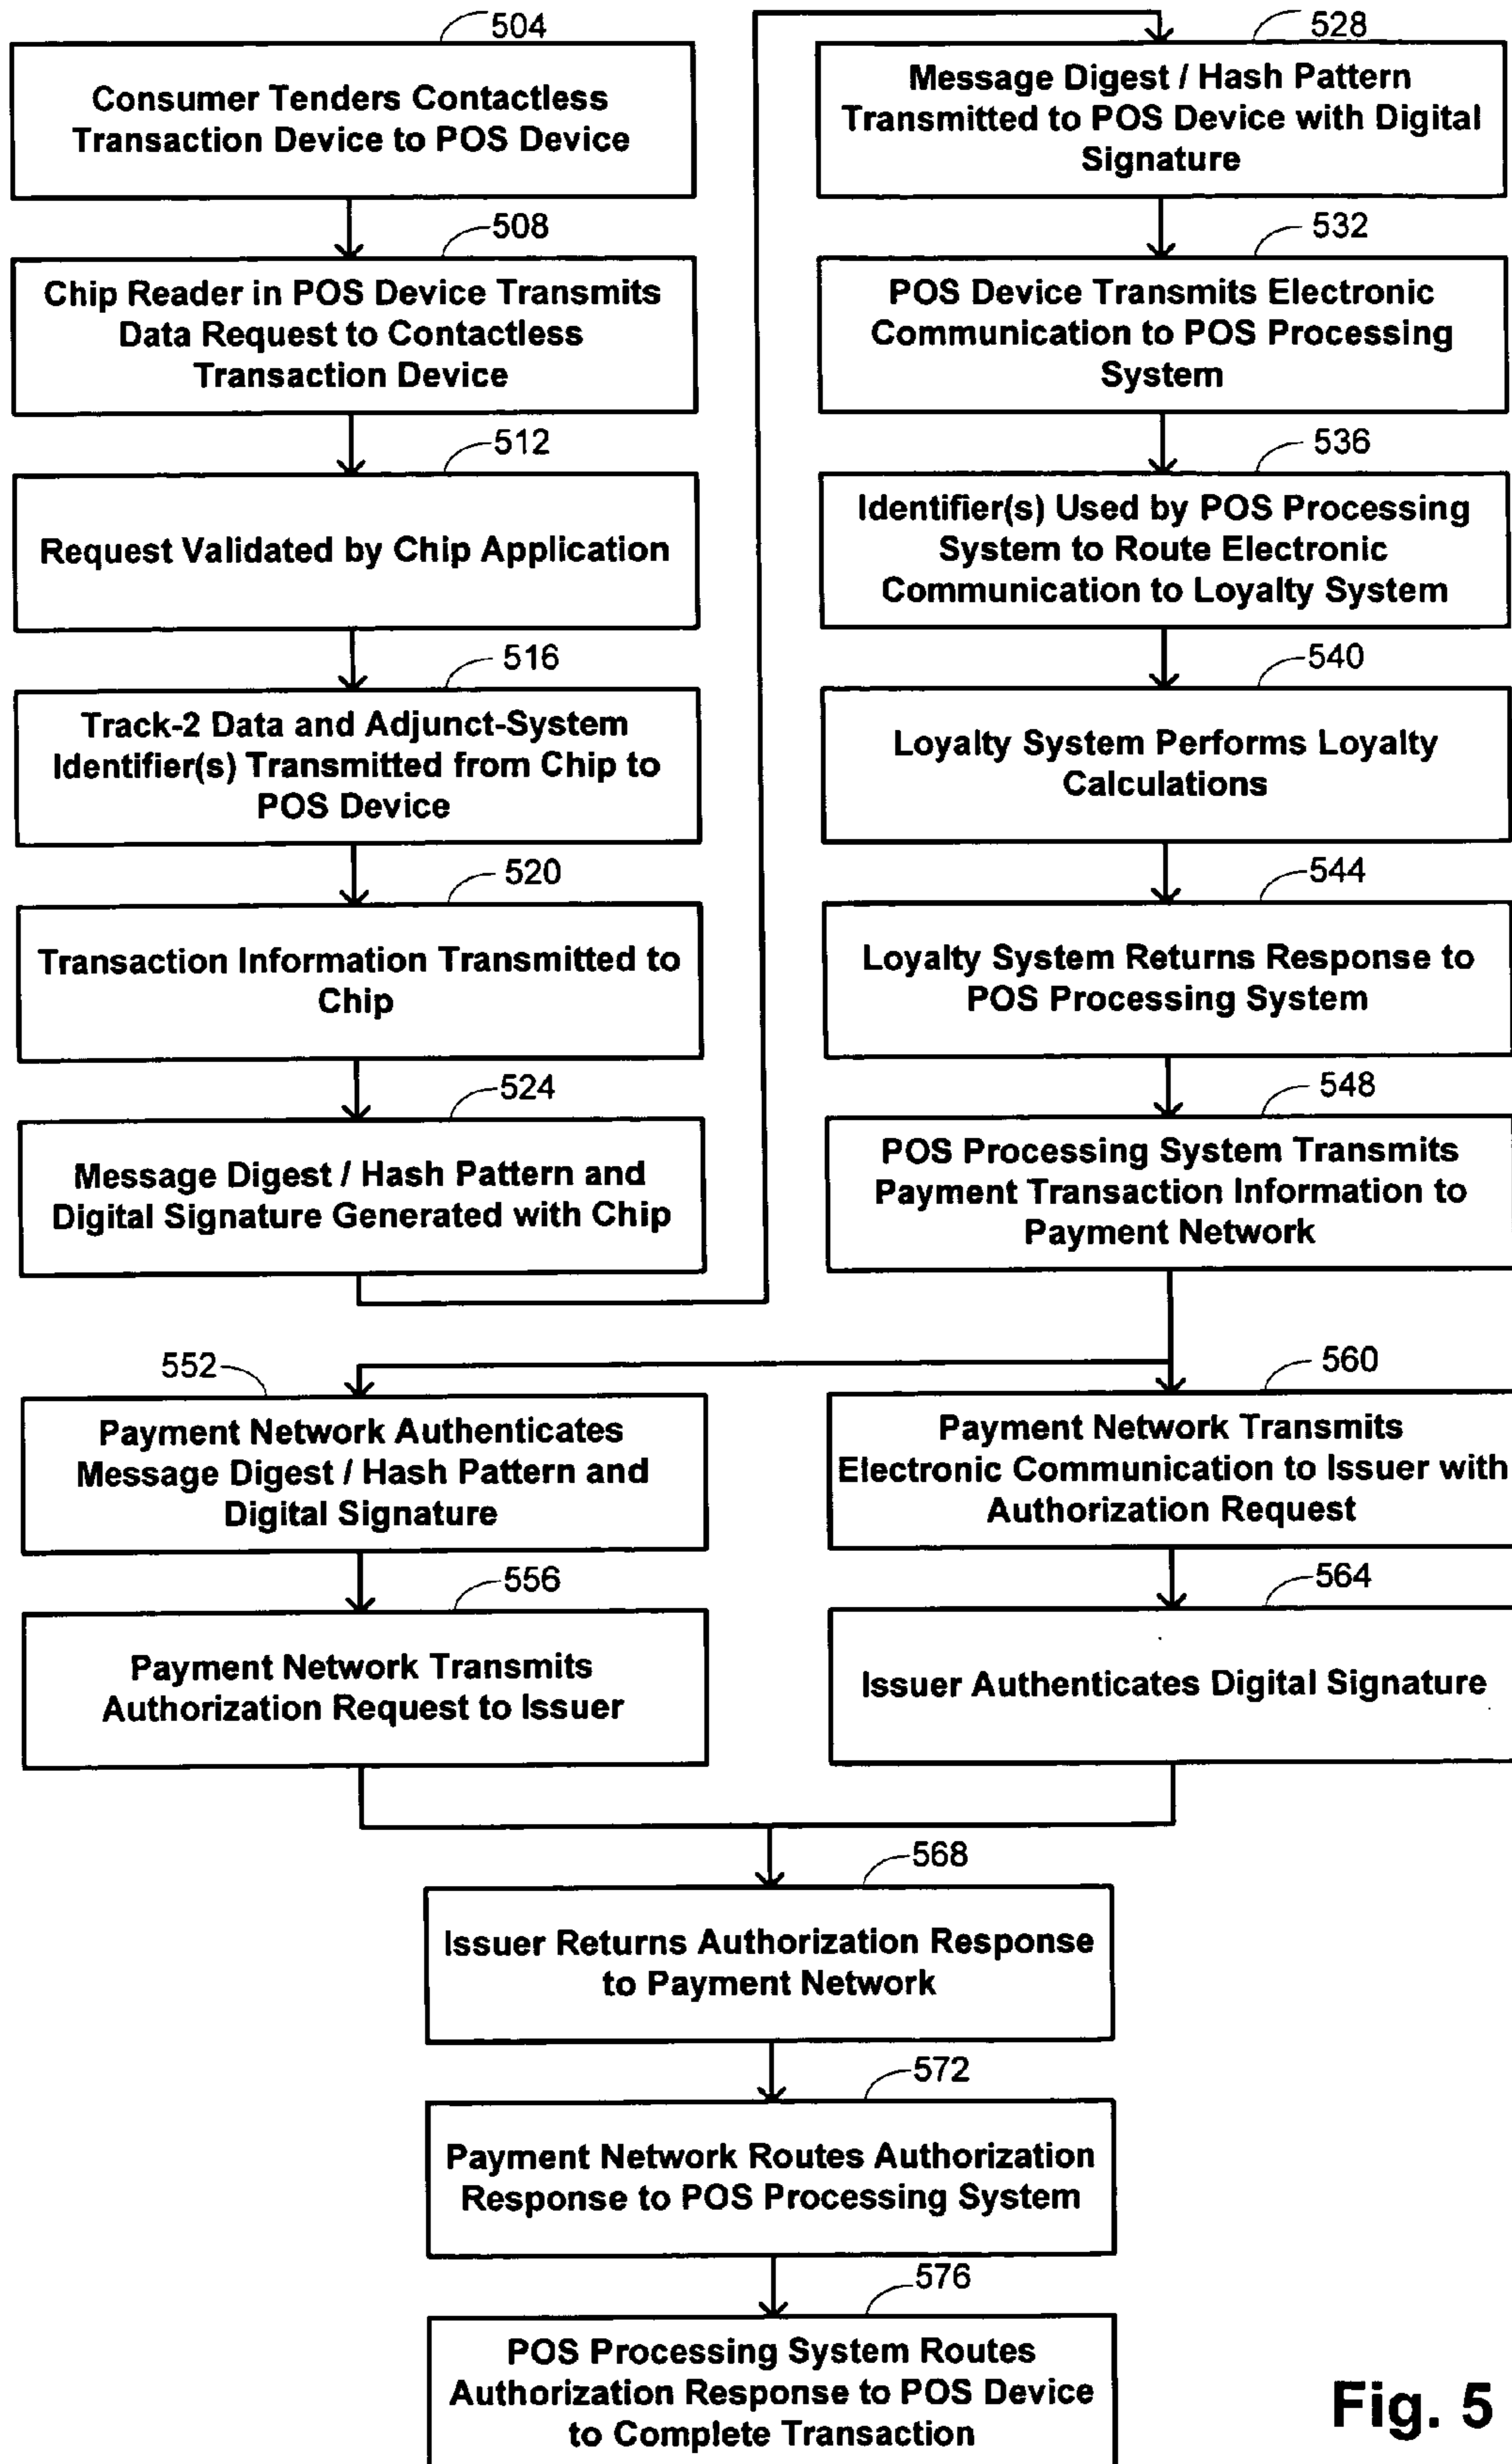 504
Consumer Tenders Contactless
Transaction Device to POS Device
508
Chip Reader in POS Device Transmits
Data Request to Contactless
Transaction Device
512
Request Validated by Chip Application
516
Track-2 Data and Adjunct-System
Identifier(s) Transmitted from Chip to
POS Device
520
Transaction Information Transmitted to
Chip
524
Message Digest / Hash Pattern and
Digital Signature Generated with Chip
528
Message Digest / Hash Pattern
Transmitted to POS Device with Digital
Signature
532
POS Device Transmits Electronic
Communication to POS Processing
System
536
Identifier(s) Used by POS Processing
System to Route Electronic
Communication to Loyalty System
540
Loyalty System Performs Loyalty
Calculations
544
Loyalty System Returns Response to
POS Processing System
548
POS Processing System Transmits
Payment Transaction Information to
Payment Network
552
Payment Network Authenticates
Message Digest / Hash Pattern and
Digital Signature
556
Payment Network Transmits
Authorization Request to Issuer
560
Payment Network Transmits
Electronic Communication to Issuer with
Authorization Request
564
Issuer Authenticates Digital Signature
568
Issuer Returns Authorization Response
to Payment Network
572
Payment Network Routes Authorization
Response to POS Processing System
576
POS Processing System Routes
Authorization Response to POS Device
to Complete Transaction
Fig. 5